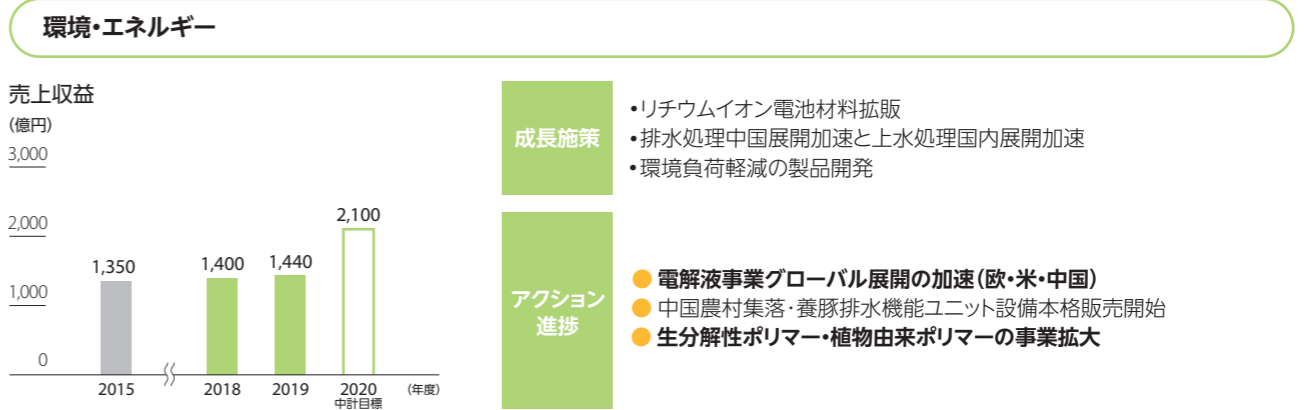 環境・エネルギー
売上収益
(億円)
3,000
2,000
1,000
0
1,350
1,400
1,440
2,100
2015
2018
2019
2020
中計目標
(年度)
成長施策
•リチウムイオン電池材料拡販
•排水処理中国展開加速と上水処理国内展開加速
•環境負荷軽減の製品開発
アクション
進捗
● 電解液事業グローバル展開の加速(欧・米・中国)
● 中国農村集落・養豚排水機能ユニット設備本格販売開始
● 生分解性ポリマー・植物由来ポリマーの事業拡大